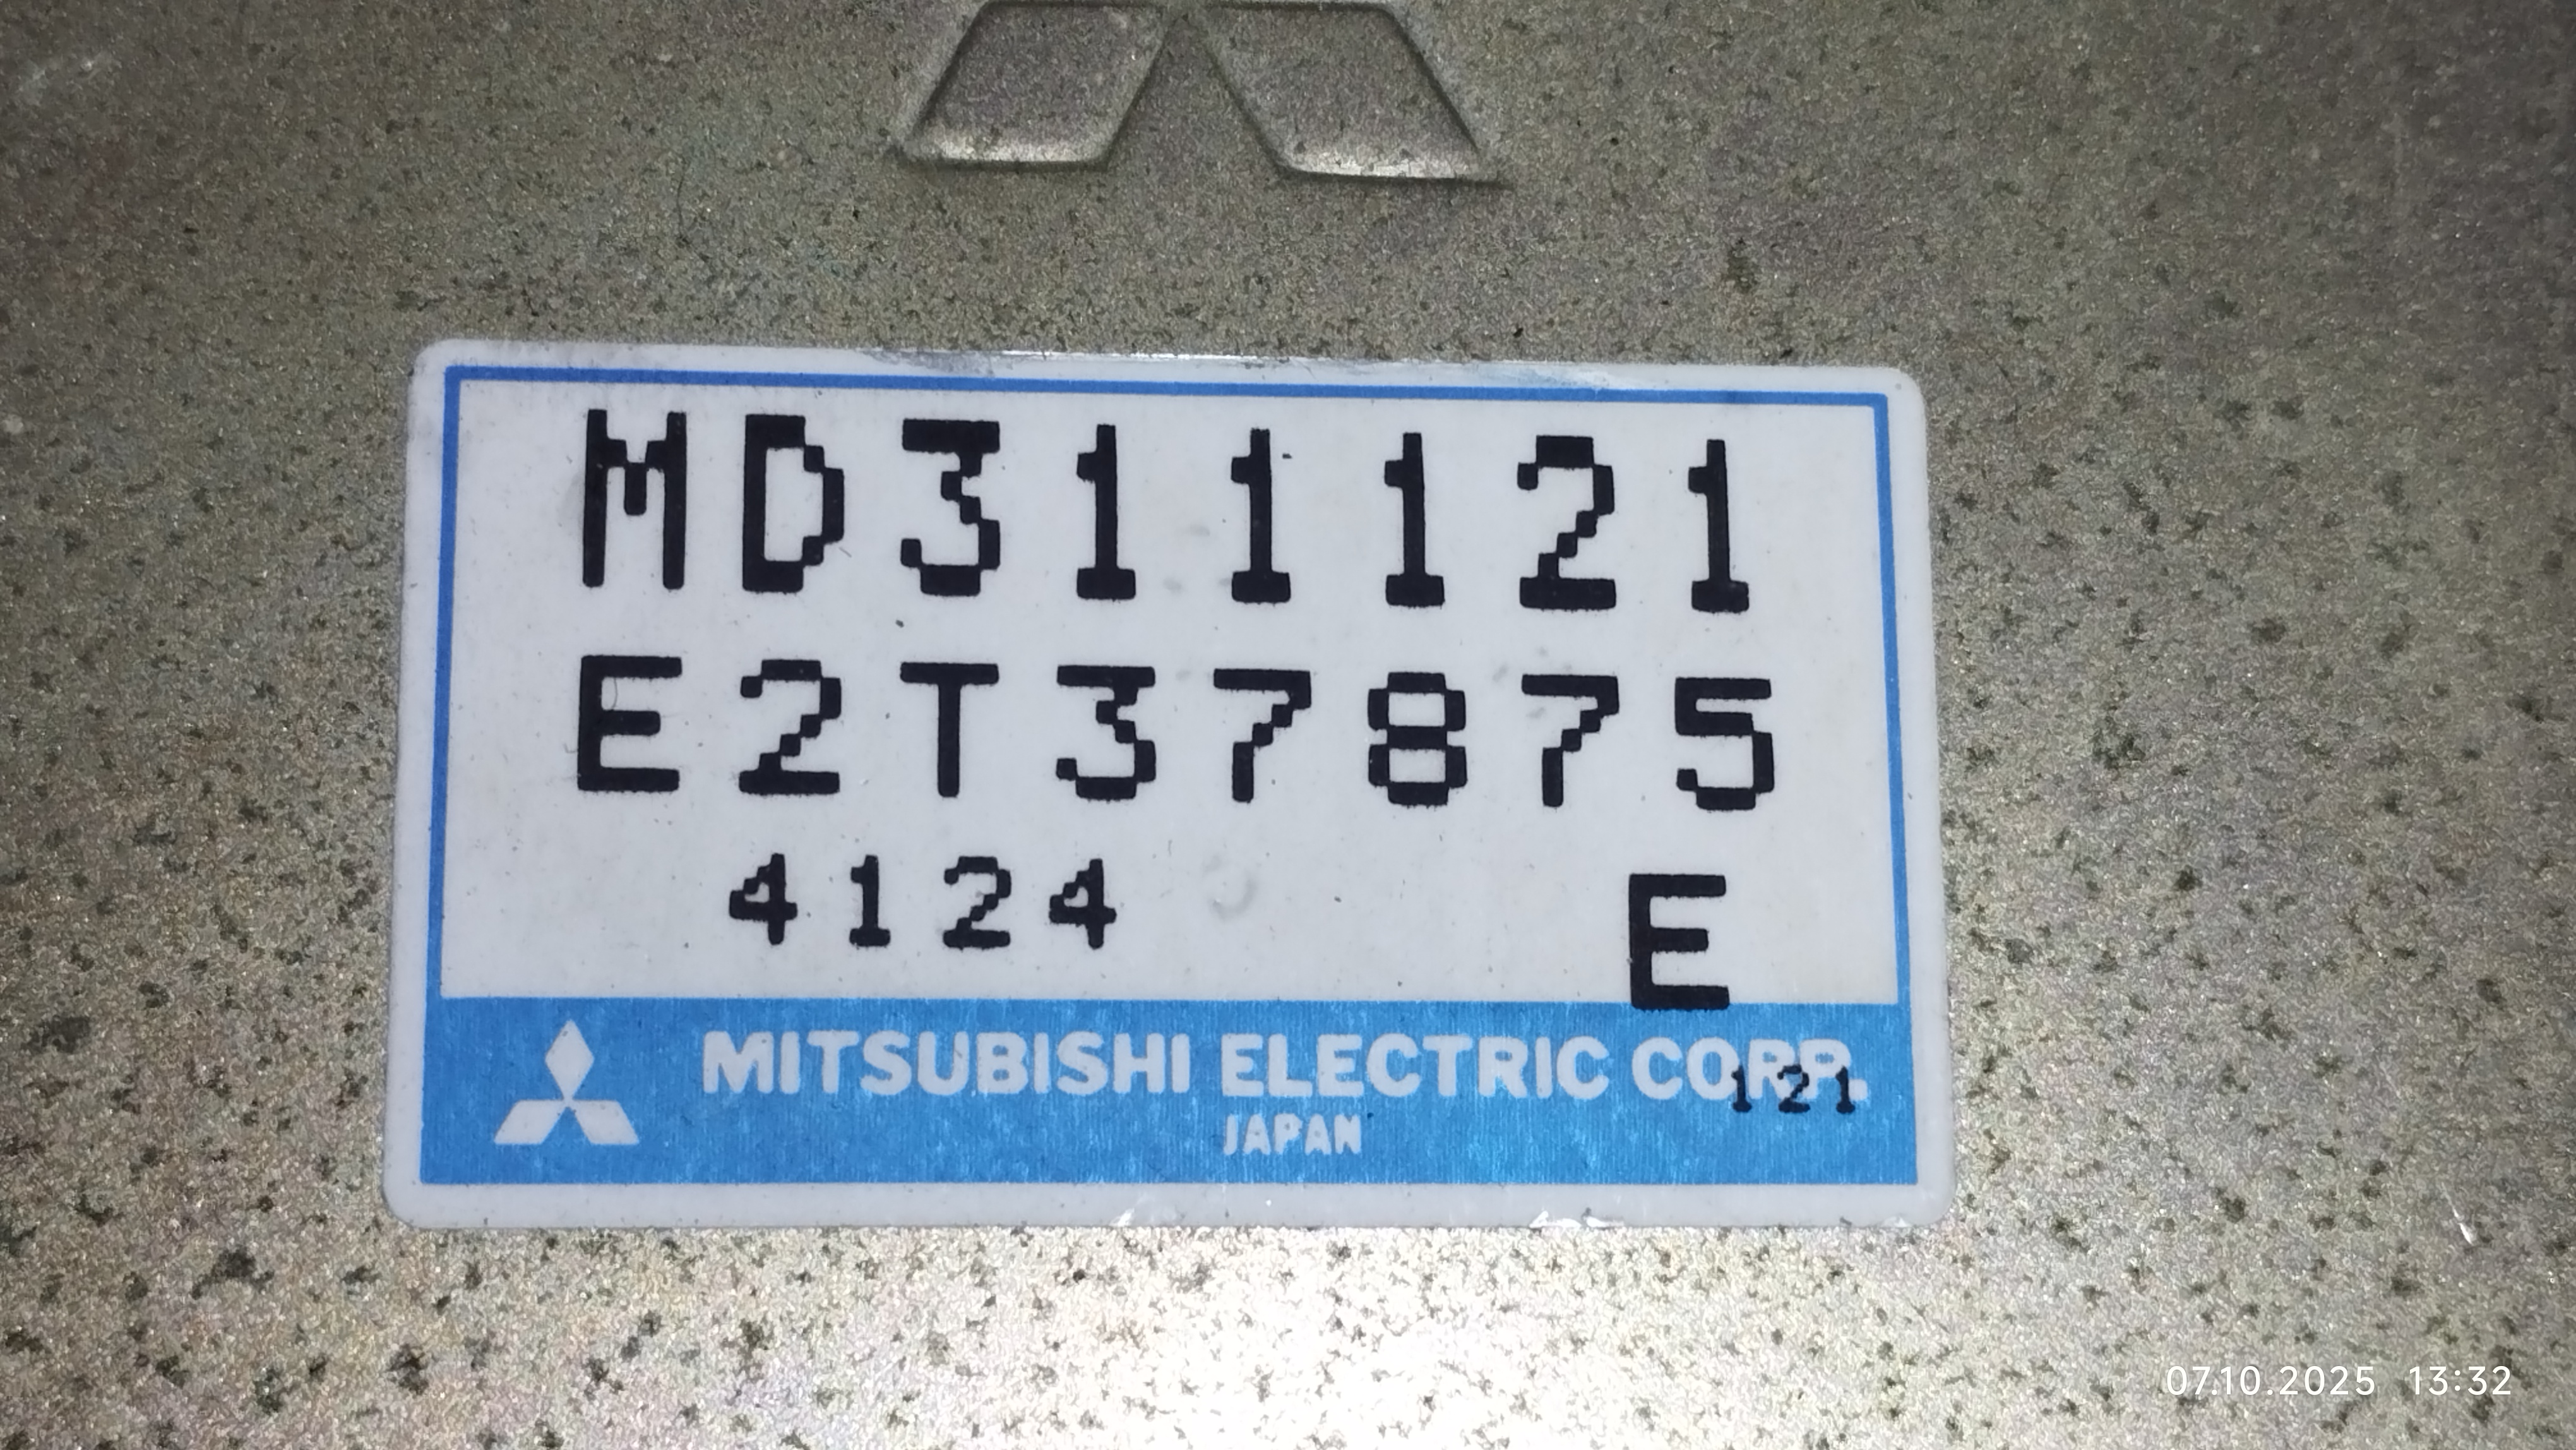 MD311121
E2T37875
4124 E
MITSUBISHI ELECTRIC CORP.
121
JAPAN
07.10.2025 13:32